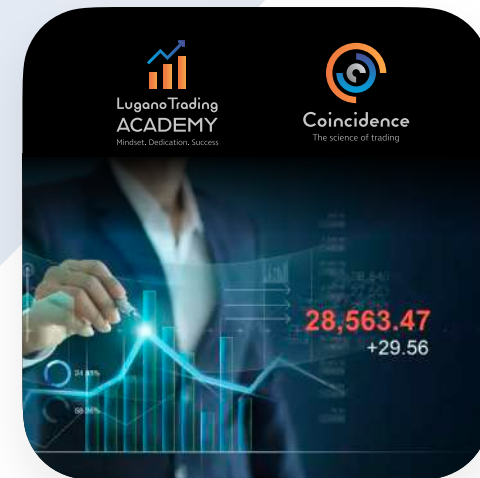 LuganoTrading
ACADEMY
Mindset. Dedication. Success
Coincidence
The science of trading
28,563.47
+29.56